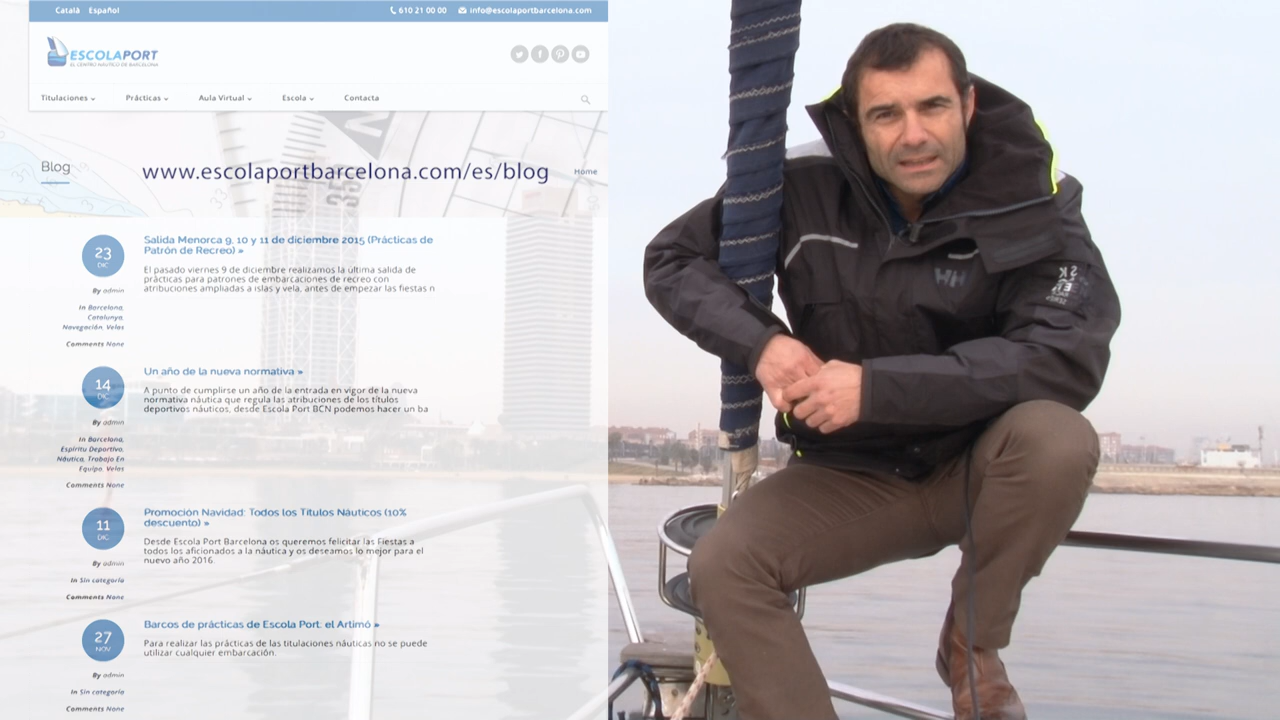 Català Español
610 21 00 00 info@escolaportbarcelona.com
ESCOLAPORT
EL CENTRO NÁUTICO DE BARCELONA
Titulaciones Prácticas Aula Virtual Escola Contacta
Blog
www.escolaportbarcelona.com/es/blog
Home
23
DIC
By admin
In Barcelona,
Catalunya,
Navegación, Veles
Comments None
Salida Menorca 9, 10 y 11 de diciembre 2015 (Prácticas de
Patrón de Recreo) »
El pasado viernes 9 de diciembre realizamos la última salida de
prácticas para patrones de embarcaciones de recreo con
atribuciones ampliadas a islas y vela, antes de empezar las fiestas n
14
DIC
By admin
In Barcelona,
Espíritu Deportivo,
Náutica, Trabajo En
Equipo, Veles
Comments None
Un año de la nueva normativa »
A punto de cumplirse un año de la entrada en vigor de la nueva
normativa náutica que regula las atribuciones de los títulos
deportivos náuticos, desde Escola Port BCN podemos hacer un ba
11
DIC
By admin
In Sin categoría
Comments None
Promoción Navidad: Todos los Títulos Náuticos (10%
descuento) »
Desde Escola Port Barcelona os queremos felicitar las Fiestas a
todos los aficionados a la náutica y os deseamos lo mejor para el
nuevo año 2016.
27
NOV
By admin
In Sin categoría
Comments None
Barcos de prácticas de Escola Port: el Artimó »
Para realizar las prácticas de las titulaciones náuticas no se puede
utilizar cualquier embarcación.
HH